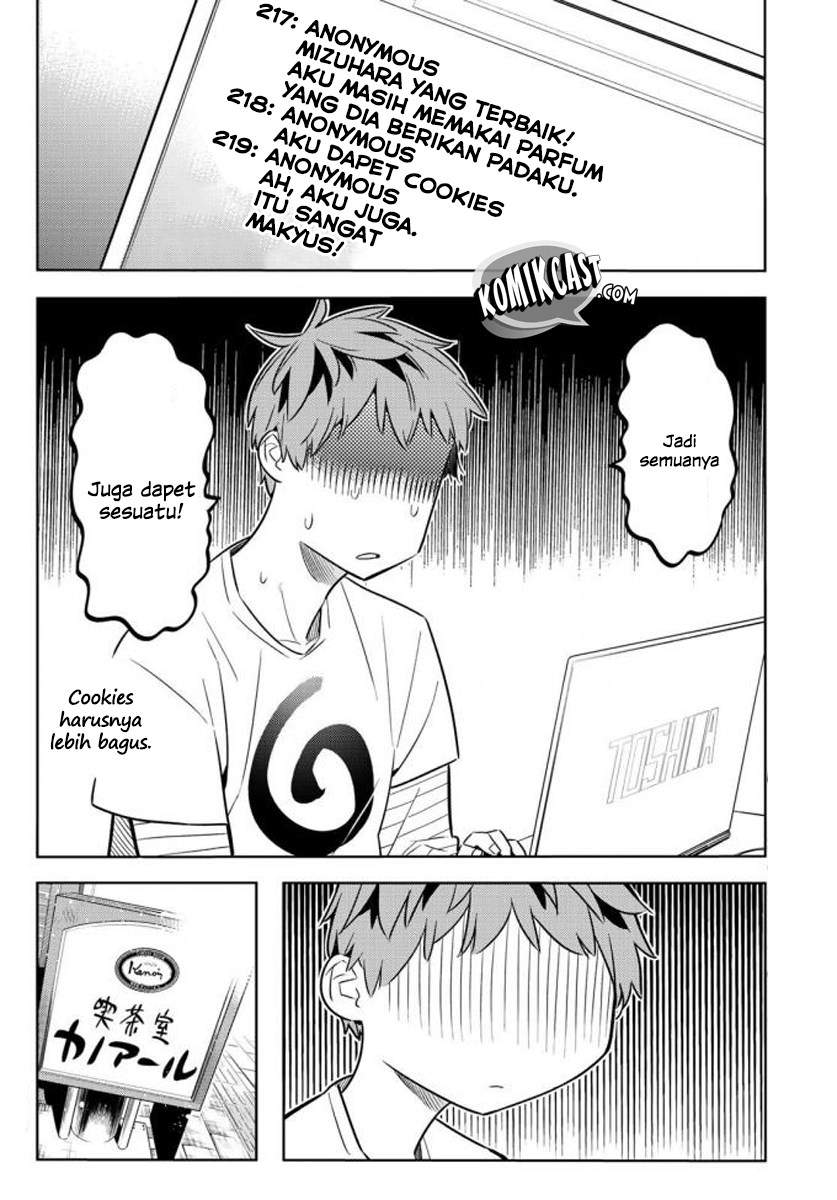 217: ANONYMOUS
MIZUHARA YANG TERBAIK!
AKU MASIH MEMAKAI PARFUM
YANG DIA BERIKAN PADAKU.
218: ANONYMOUS
AKU DAPET COOKIES
219: ANONYMOUS
AH, AKU JUGA.
ITU SANGAT
MAKYUS!
KOMIKCAST
.COM
Jadi
semuanya
Juga dapet
sesuatu!
Cookies
harusnya
lebih bagus.
TOSHIBA
喫茶室
カノアール